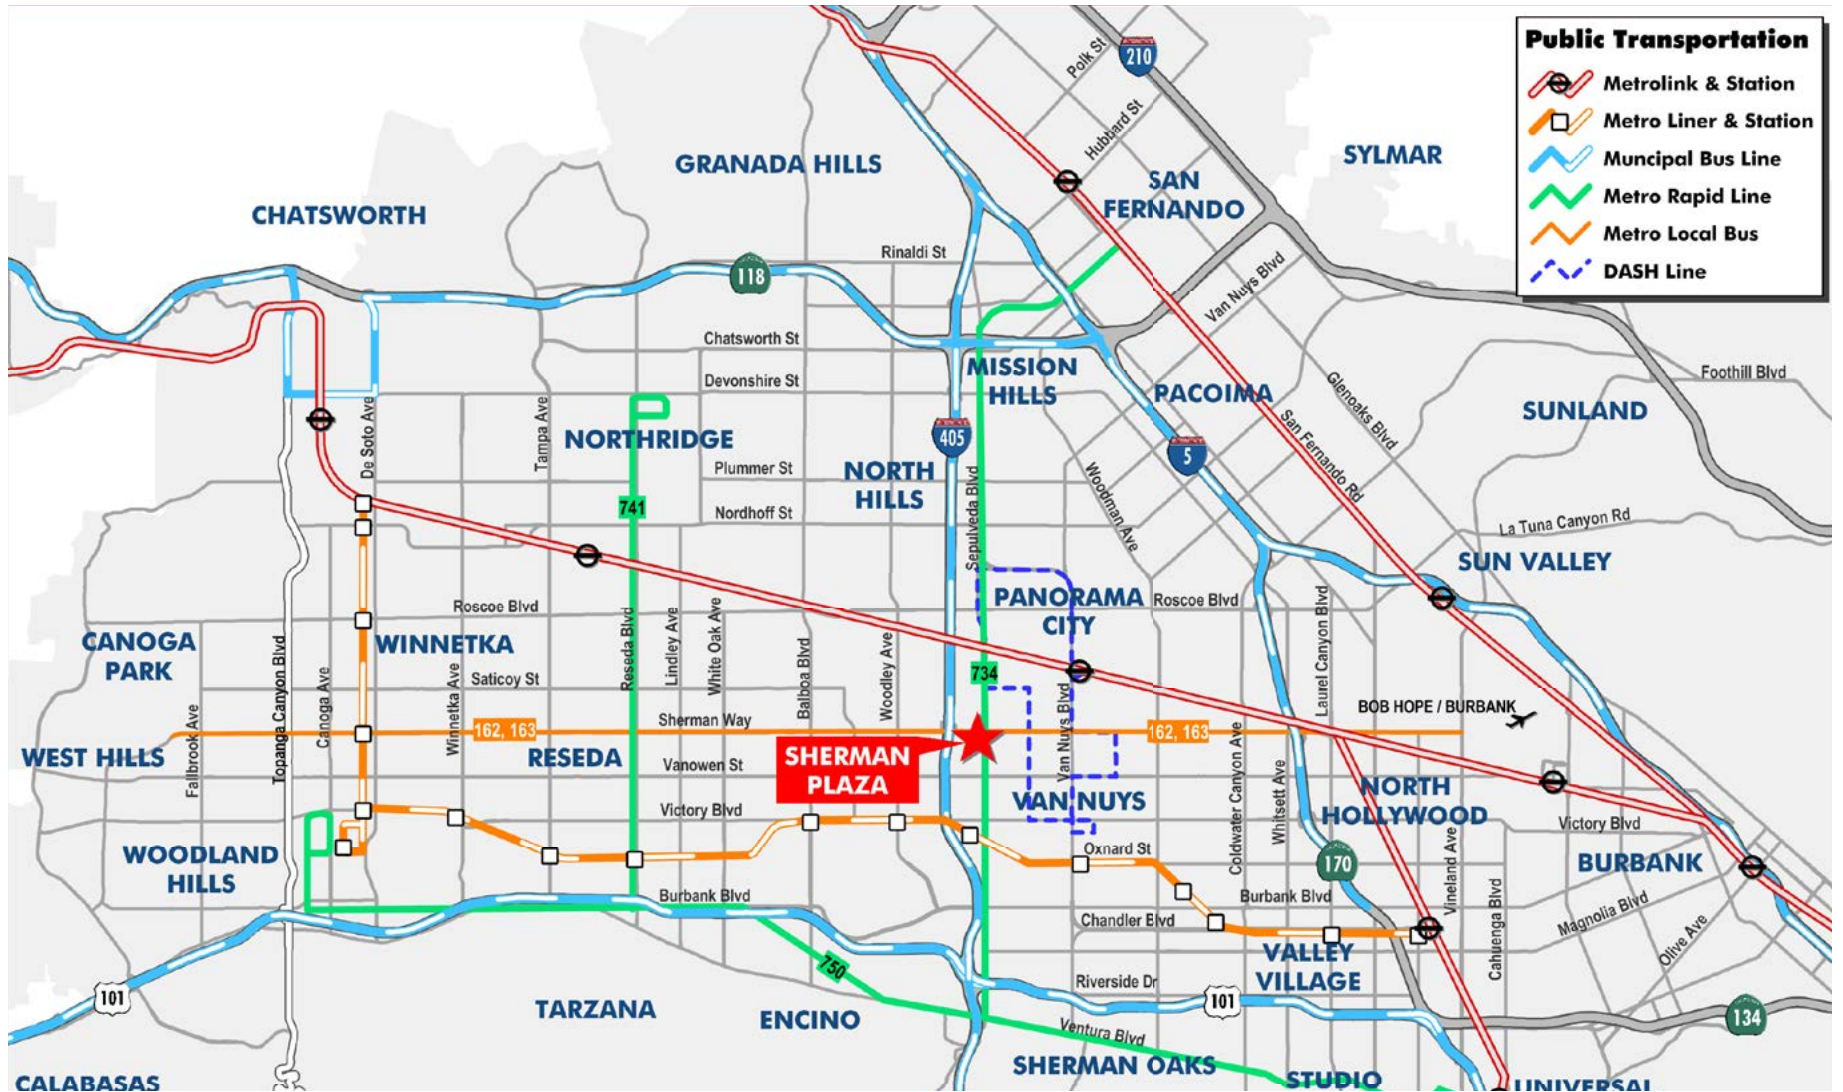 Public Transportation
Metrolink & Station
Metro Liner & Station
Muncipal Bus Line
Metro Rapid Line
Metro Local Bus
DASH Line
210
Polk St
Hubbard St
SYLMAR
GRANADA HILLS
SAN
FERNANDO
CHATSWORTH
Rinaldi St
118
Van Nuys Blvd
Chatsworth St
MISSION
HILLS
Devonshire St
PACOIMA
Glenoaks Blvd
Foothill Blvd
SUNLAND
De Soto Ave
Tampa Ave
NORTHRIDGE
405
5
San Fernando Rd
Plummer St
NORTH
HILLS
Sepulveda Blvd
Woodman Ave
741
Nordhoff St
La Tuna Canyon Rd
SUN VALLEY
Roscoe Blvd
PANORAMA
CITY
Roscoe Blvd
CANOGA
PARK
WINNETKA
Topanga Canyon Blvd
Canoga Ave
Winnetka Ave
Saticoy St
Reseda Blvd
Lindley Ave
White Oak Ave
Balboa Blvd
Woodley Ave
734
Van Nuys Blvd
Laurel Canyon Blvd
BOB HOPE / BURBANK
Fallbrook Ave
162, 163
Sherman Way
162, 163
WEST HILLS
RESEDA
Vanowen St
SHERMAN
PLAZA
Coldwater Canyon Ave
Whitsett Ave
NORTH
HOLLYWOOD
VAN NUYS
Victory Blvd
Victory Blvd
WOODLAND
HILLS
Oxnard St
170
Vineland Ave
BURBANK
Burbank Blvd
Burbank Blvd
Chandler Blvd
Cahuenga Blvd
Magnolia Blvd
Olive Ave
VALLEY
VILLAGE
750
Riverside Dr
101
101
TARZANA
ENCINO
134
Ventura Blvd
SHERMAN OAKS
CALABASAS
STUDIO
UNIVERSAL